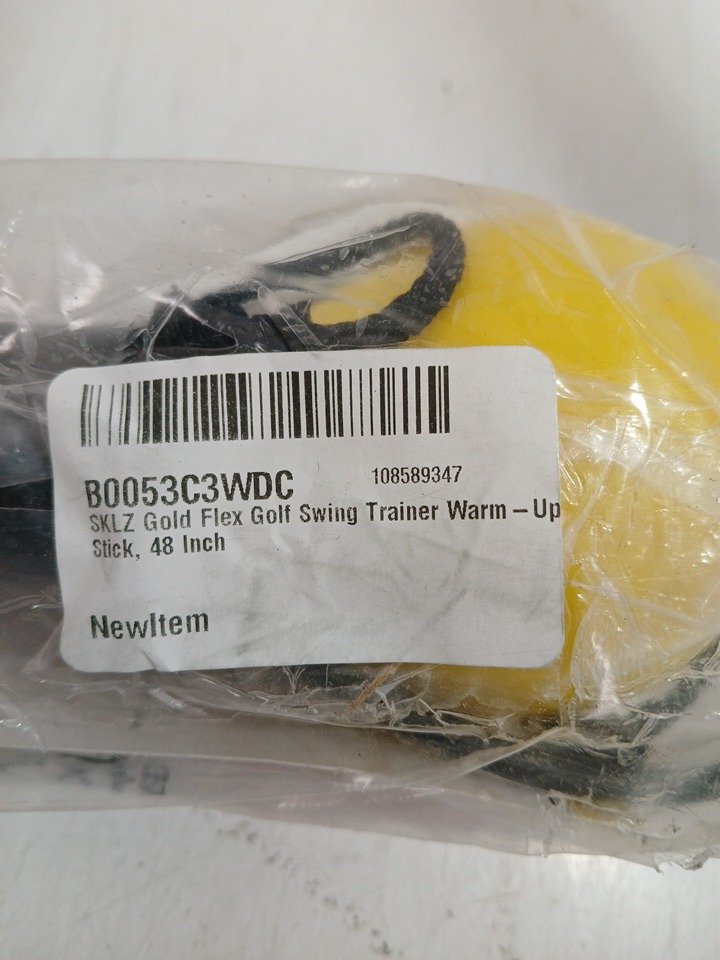 B0053C3WDC 108589347
SKLZ Gold Flex Golf Swing Trainer Warm – Up
Stick, 48 Inch
NewItem